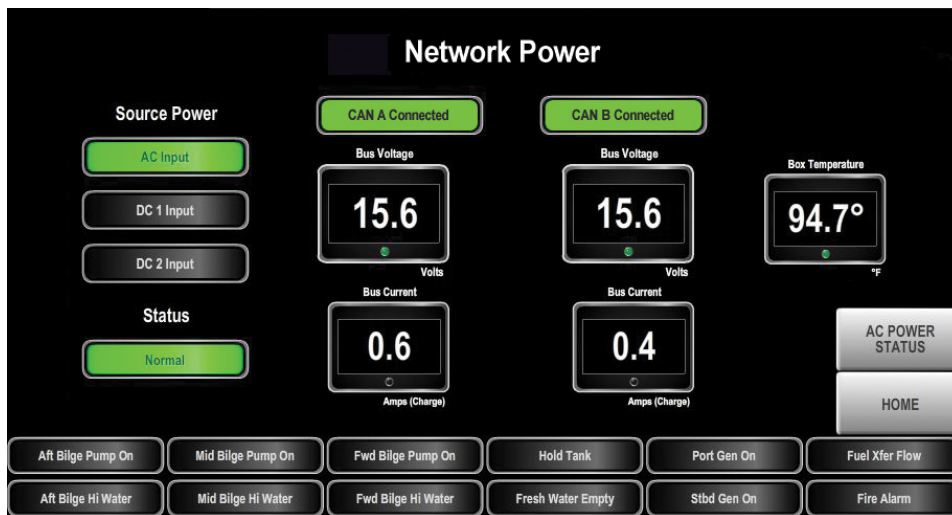 Network Power
Source Power
AC Input
DC 1 Input
DC 2 Input
Status
Normal
CAN A Connected
Bus Voltage
15.6
Volts
Bus Current
0.6
Amps (Charge)
CAN B Connected
Bus Voltage
15.6
Volts
Bus Current
0.4
Amps (Charge)
Box Temperature
94.7°
°F
AC POWER
STATUS
HOME
Aft Bilge Pump On
Mid Bilge Pump On
Fwd Bilge Pump On
Hold Tank
Port Gen On
Fuel Xfer Flow
Aft Bilge Hi Water
Mid Bilge Hi Water
Fwd Bilge Hi Water
Fresh Water Empty
Stbd Gen On
Fire Alarm